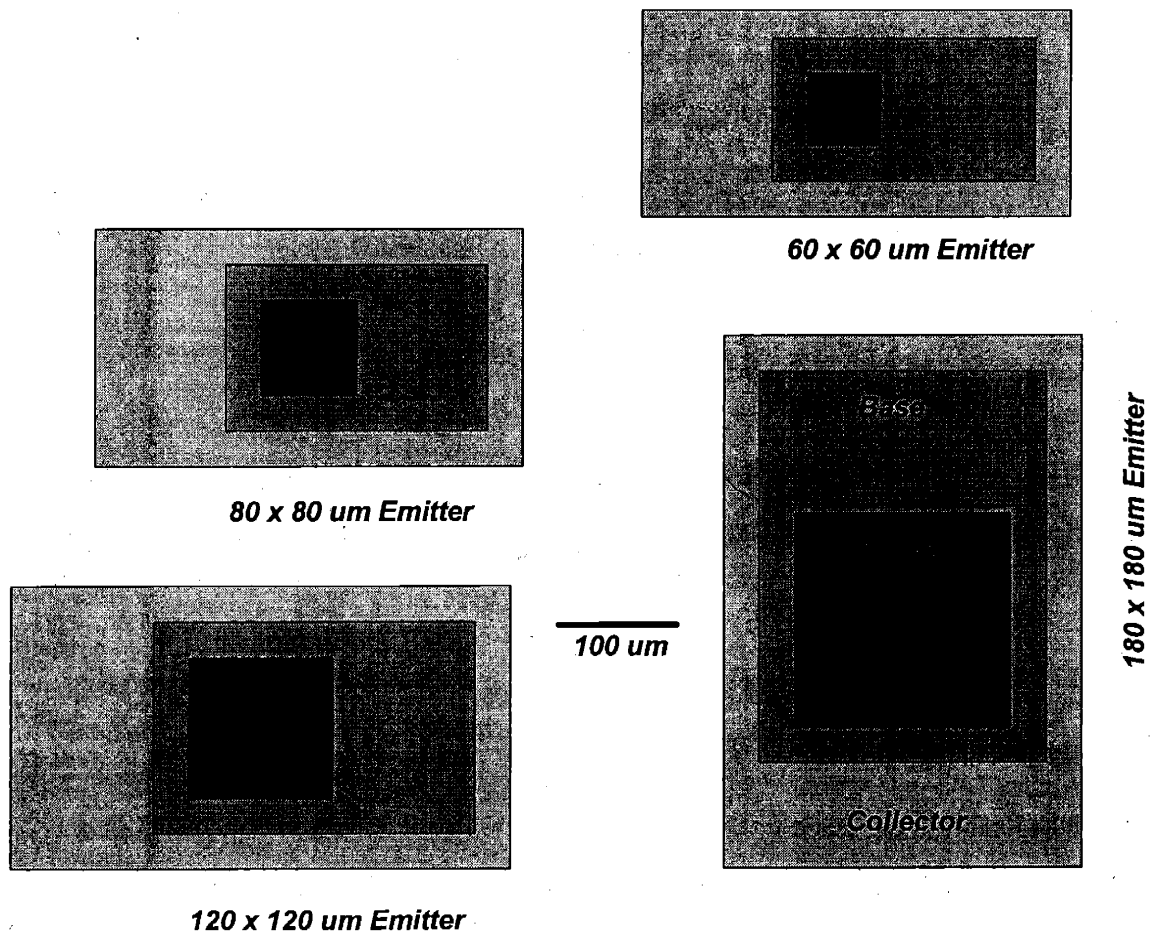 60 x 60 um Emitter
80 x 80 um Emitter
Base
100 um
180 x 180 um Emitter
Collector
120 x 120 um Emitter